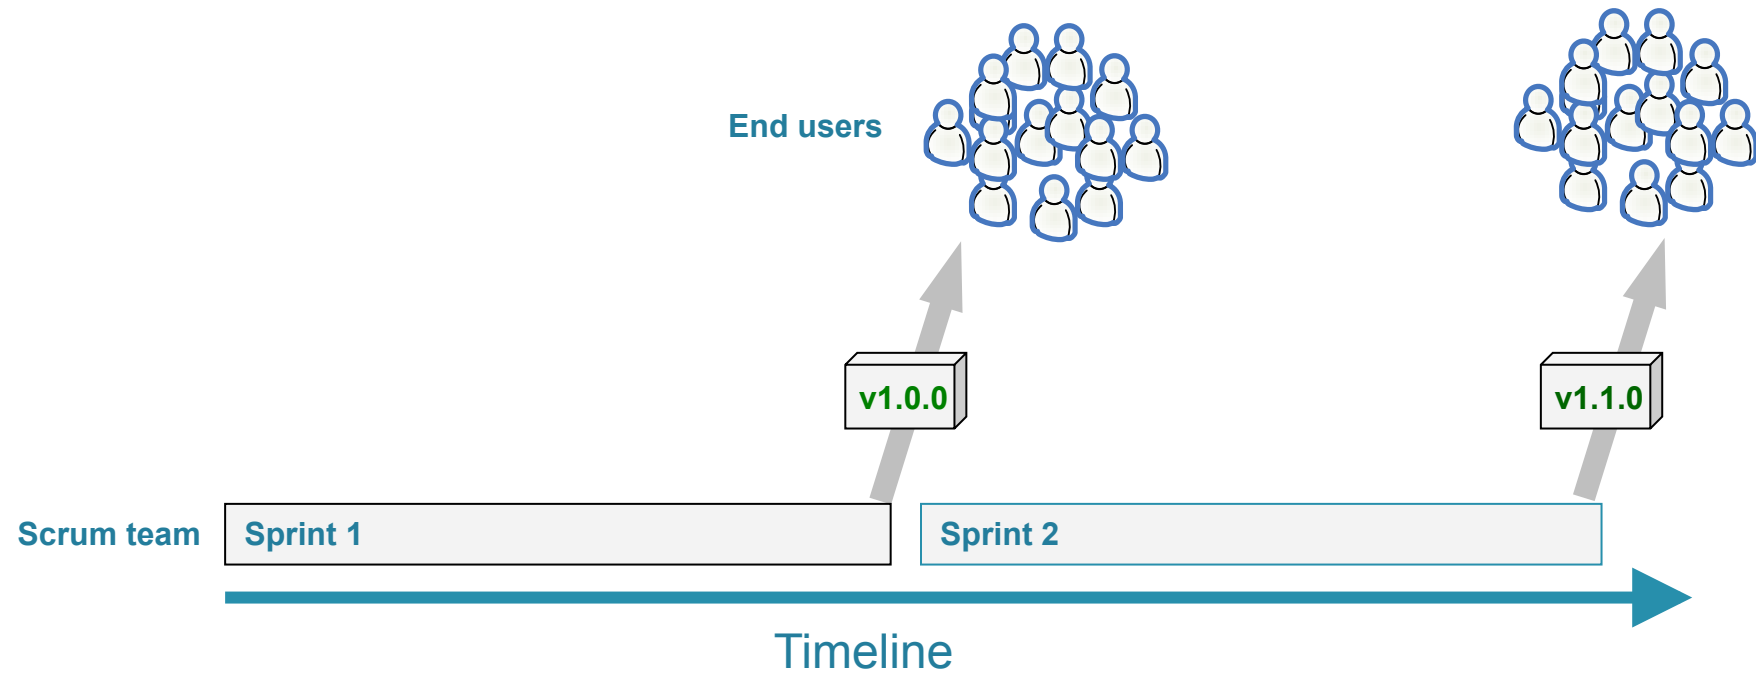 End users
v1.0.0
v1.1.0
Scrum team
Sprint 1
Sprint 2
Timeline